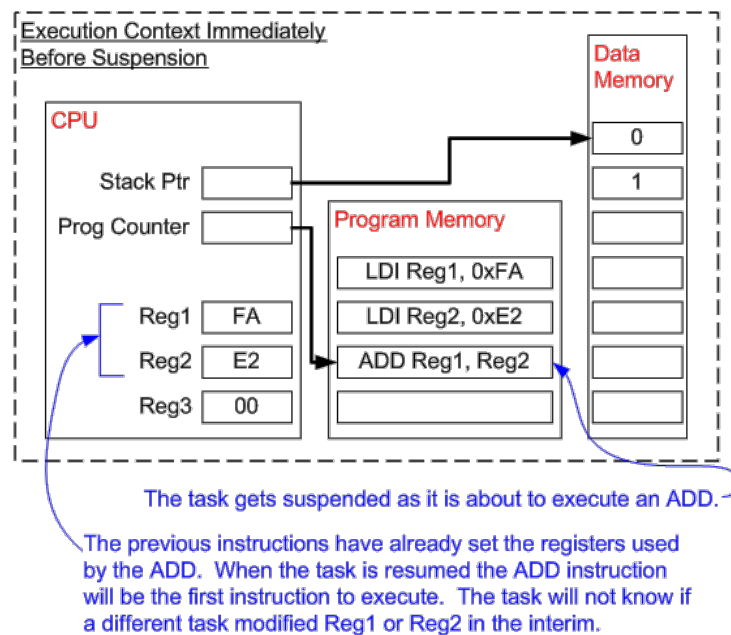 Execution Context Immediately
Before Suspension
Data
Memory
CPU
0
Stack Ptr
1
Prog Counter
Program Memory
LDI Reg1, 0xFA
Reg1
FA
LDI Reg2, 0xE2
Reg2
E2
ADD Reg1, Reg2
Reg3
00
The task gets suspended as it is about to execute an ADD.
The previous instructions have already set the registers used
by the ADD. When the task is resumed the ADD instruction
will be the first instruction to execute. The task will not know if
a different task modified Reg1 or Reg2 in the interim.